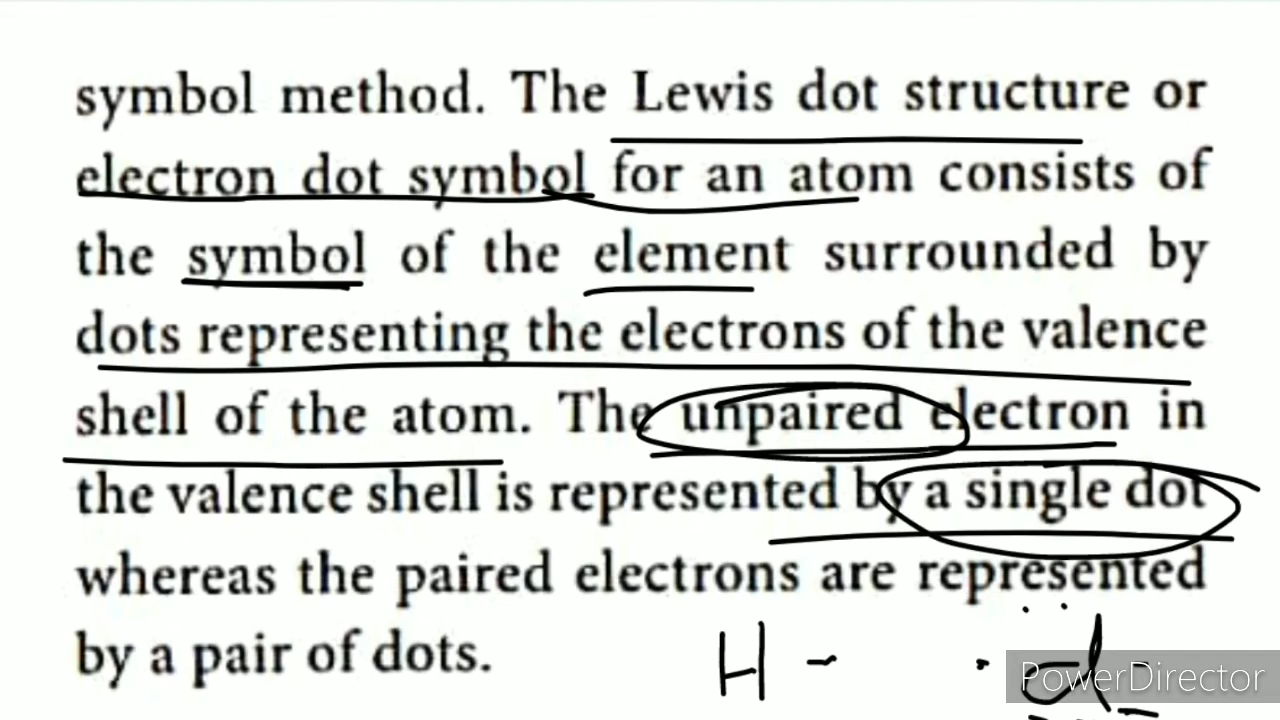 symbol method. The Lewis dot structure or
electron dot symbol for an atom consists of
the symbol of the element surrounded by
dots representing the electrons of the valence
shell of the atom. The unpaired electron in
the valence shell is represented by a single dot
whereas the paired electrons are represented
by a pair of dots.
H
PowerDirector